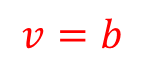 v = b